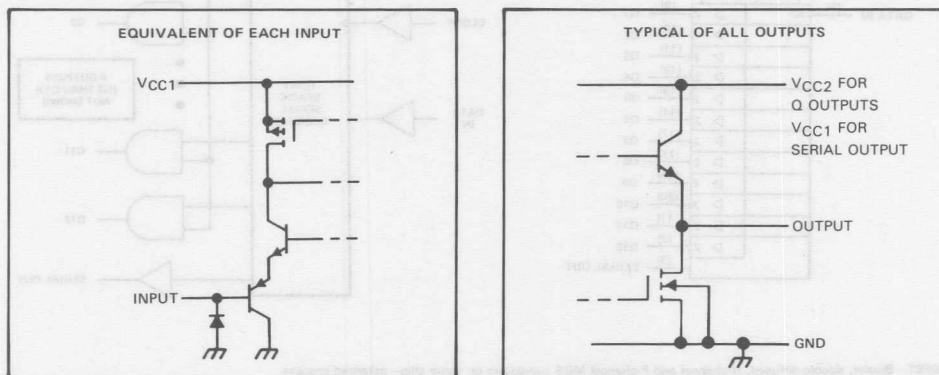 EQUIVALENT OF EACH INPUT
VCC1
INPUT
TYPICAL OF ALL OUTPUTS
VCC2 FOR
Q OUTPUTS
VCC1 FOR
SERIAL OUTPUT
OUTPUT
GND